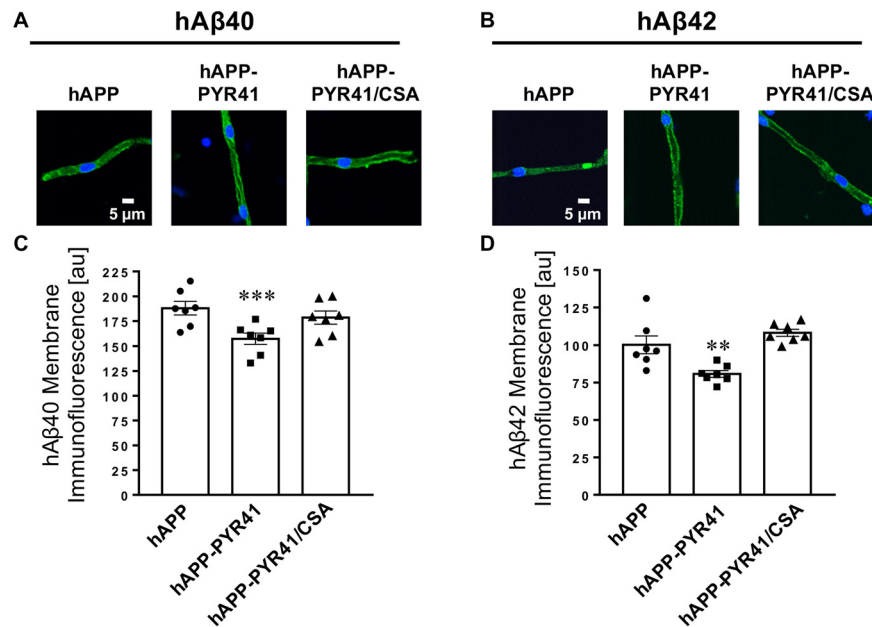 A
hAβ40
hAPP
hAPP-
PYR41
hAPP-
PYR41/CSA
5 µm
B
hAβ42
hAPP
hAPP-
PYR41
hAPP-
PYR41/CSA
5 µm
C
hAβ40 Membrane
Immunofluorescence [au]
225
200
175
150
125
100
75
50
25
0
***
hAPP
hAPP-PYR41
hAPP-PYR41/CSA
D
hAβ42 Membrane
Immunofluorescence [au]
150
125
100
75
50
25
0
**
hAPP
hAPP-PYR41
hAPP-PYR41/CSA